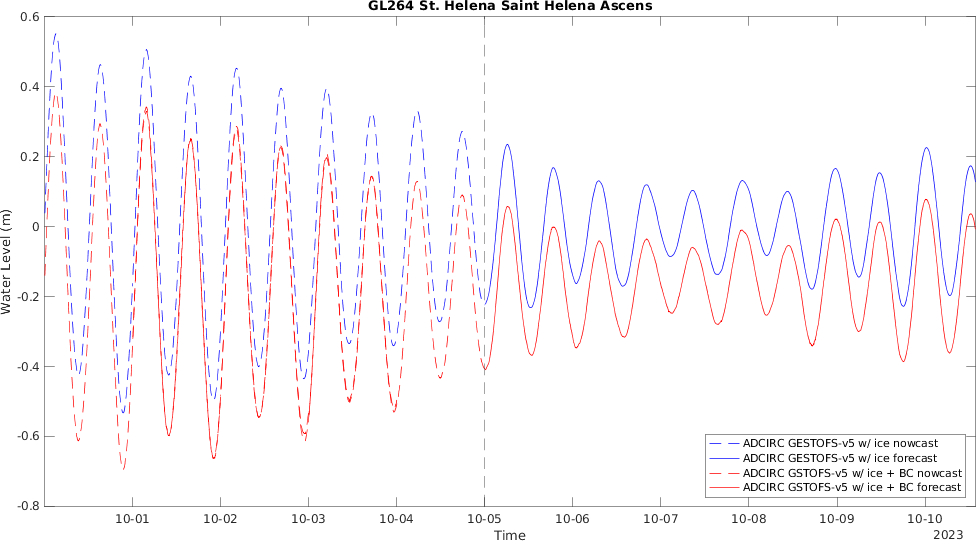 GL264 St. Helena Saint Helena Ascens
0.6
0.4
0.2
0
-0.2
-0.4
-0.6
-0.8
Water Level (m)
10-01 10-02 10-03 10-04 10-05 10-06 10-07 10-08 10-09 10-10
Time
2023
ADCIRC GESTOFS-v5 w/ ice nowcast
ADCIRC GESTOFS-v5 w/ ice forecast
ADCIRC GSTOFS-v5 w/ ice + BC nowcast
ADCIRC GSTOFS-v5 w/ ice + BC forecast